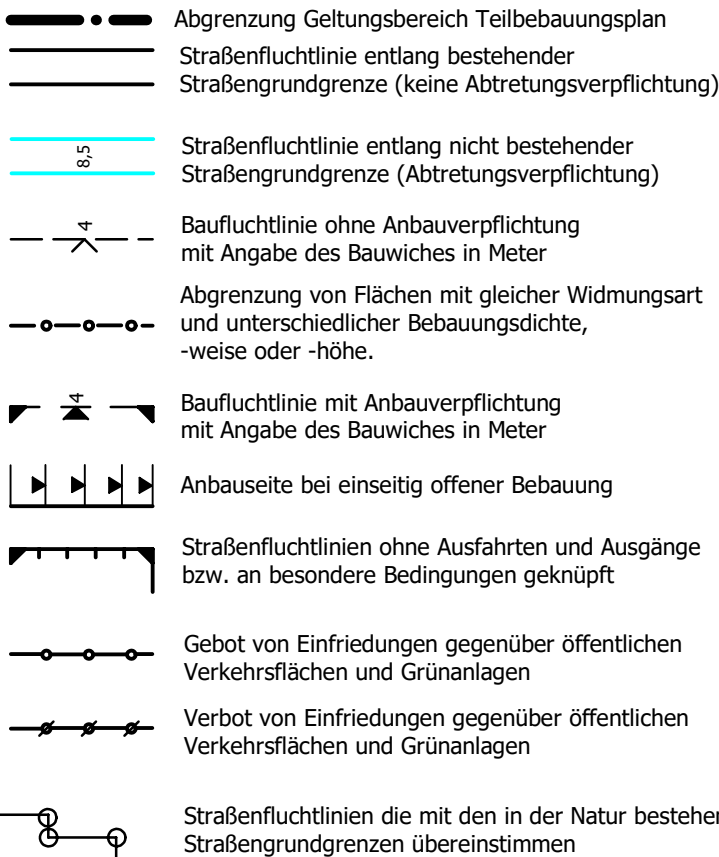 Abgrenzung Geltungsbereich Teilbebauungsplan
Straßenfluchtlinie entlang bestehender
Straßengrundgrenze (keine Abtretungsverpflichtung)
8,5
Straßenfluchtlinie entlang nicht bestehender
Straßengrundgrenze (Abtretungsverpflichtung)
4
Baufluchtlinie ohne Anbauverpflichtung
mit Angabe des Bauwiches in Meter
Abgrenzung von Flächen mit gleicher Widmungsart
und unterschiedlicher Bebauungsdichte,
-weise oder -höhe.
4
Baufluchtlinie mit Anbauverpflichtung
mit Angabe des Bauwiches in Meter
Anbauseite bei einseitig offener Bebauung
Straßenfluchtlinien ohne Ausfahrten und Ausgänge
bzw. an besondere Bedingungen geknüpft
Gebot von Einfriedungen gegenüber öffentlichen
Verkehrsflächen und Grünanlagen
Verbot von Einfriedungen gegenüber öffentlichen
Verkehrsflächen und Grünanlagen
Straßenfluchtlinien die mit den in der Natur
Straßengrundgrenzen übereinstimmen